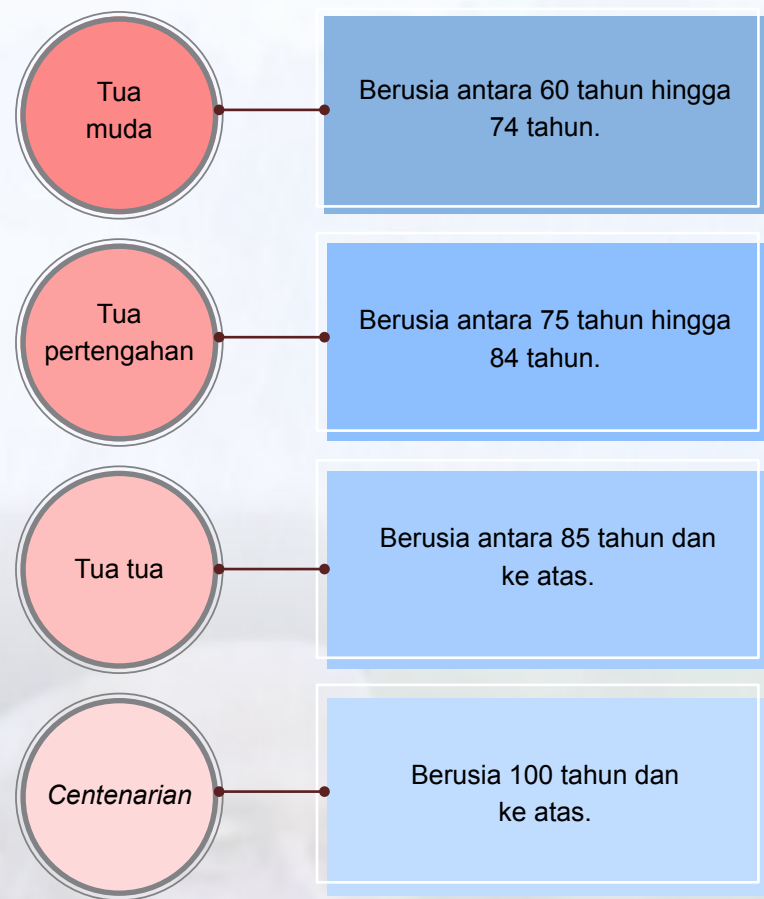 Tua
muda
Berusia antara 60 tahun hingga
74 tahun.
Tua
pertengahan
Berusia antara 75 tahun hingga
84 tahun.
Tua tua
Berusia antara 85 tahun dan
ke atas.
Centenarian
Berusia 100 tahun dan
ke atas.